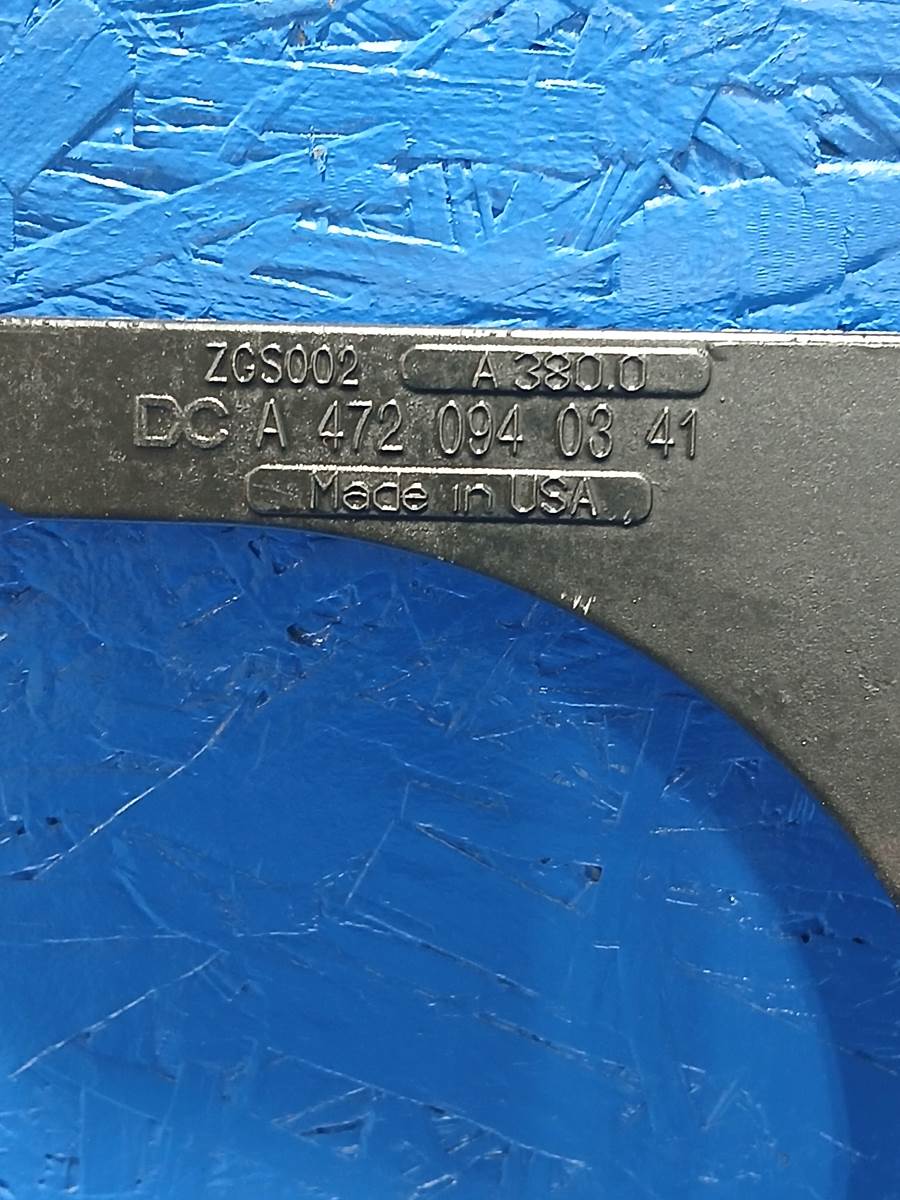 ZGS002 A 380.0
DC A 472 094 03 41
Made in USA